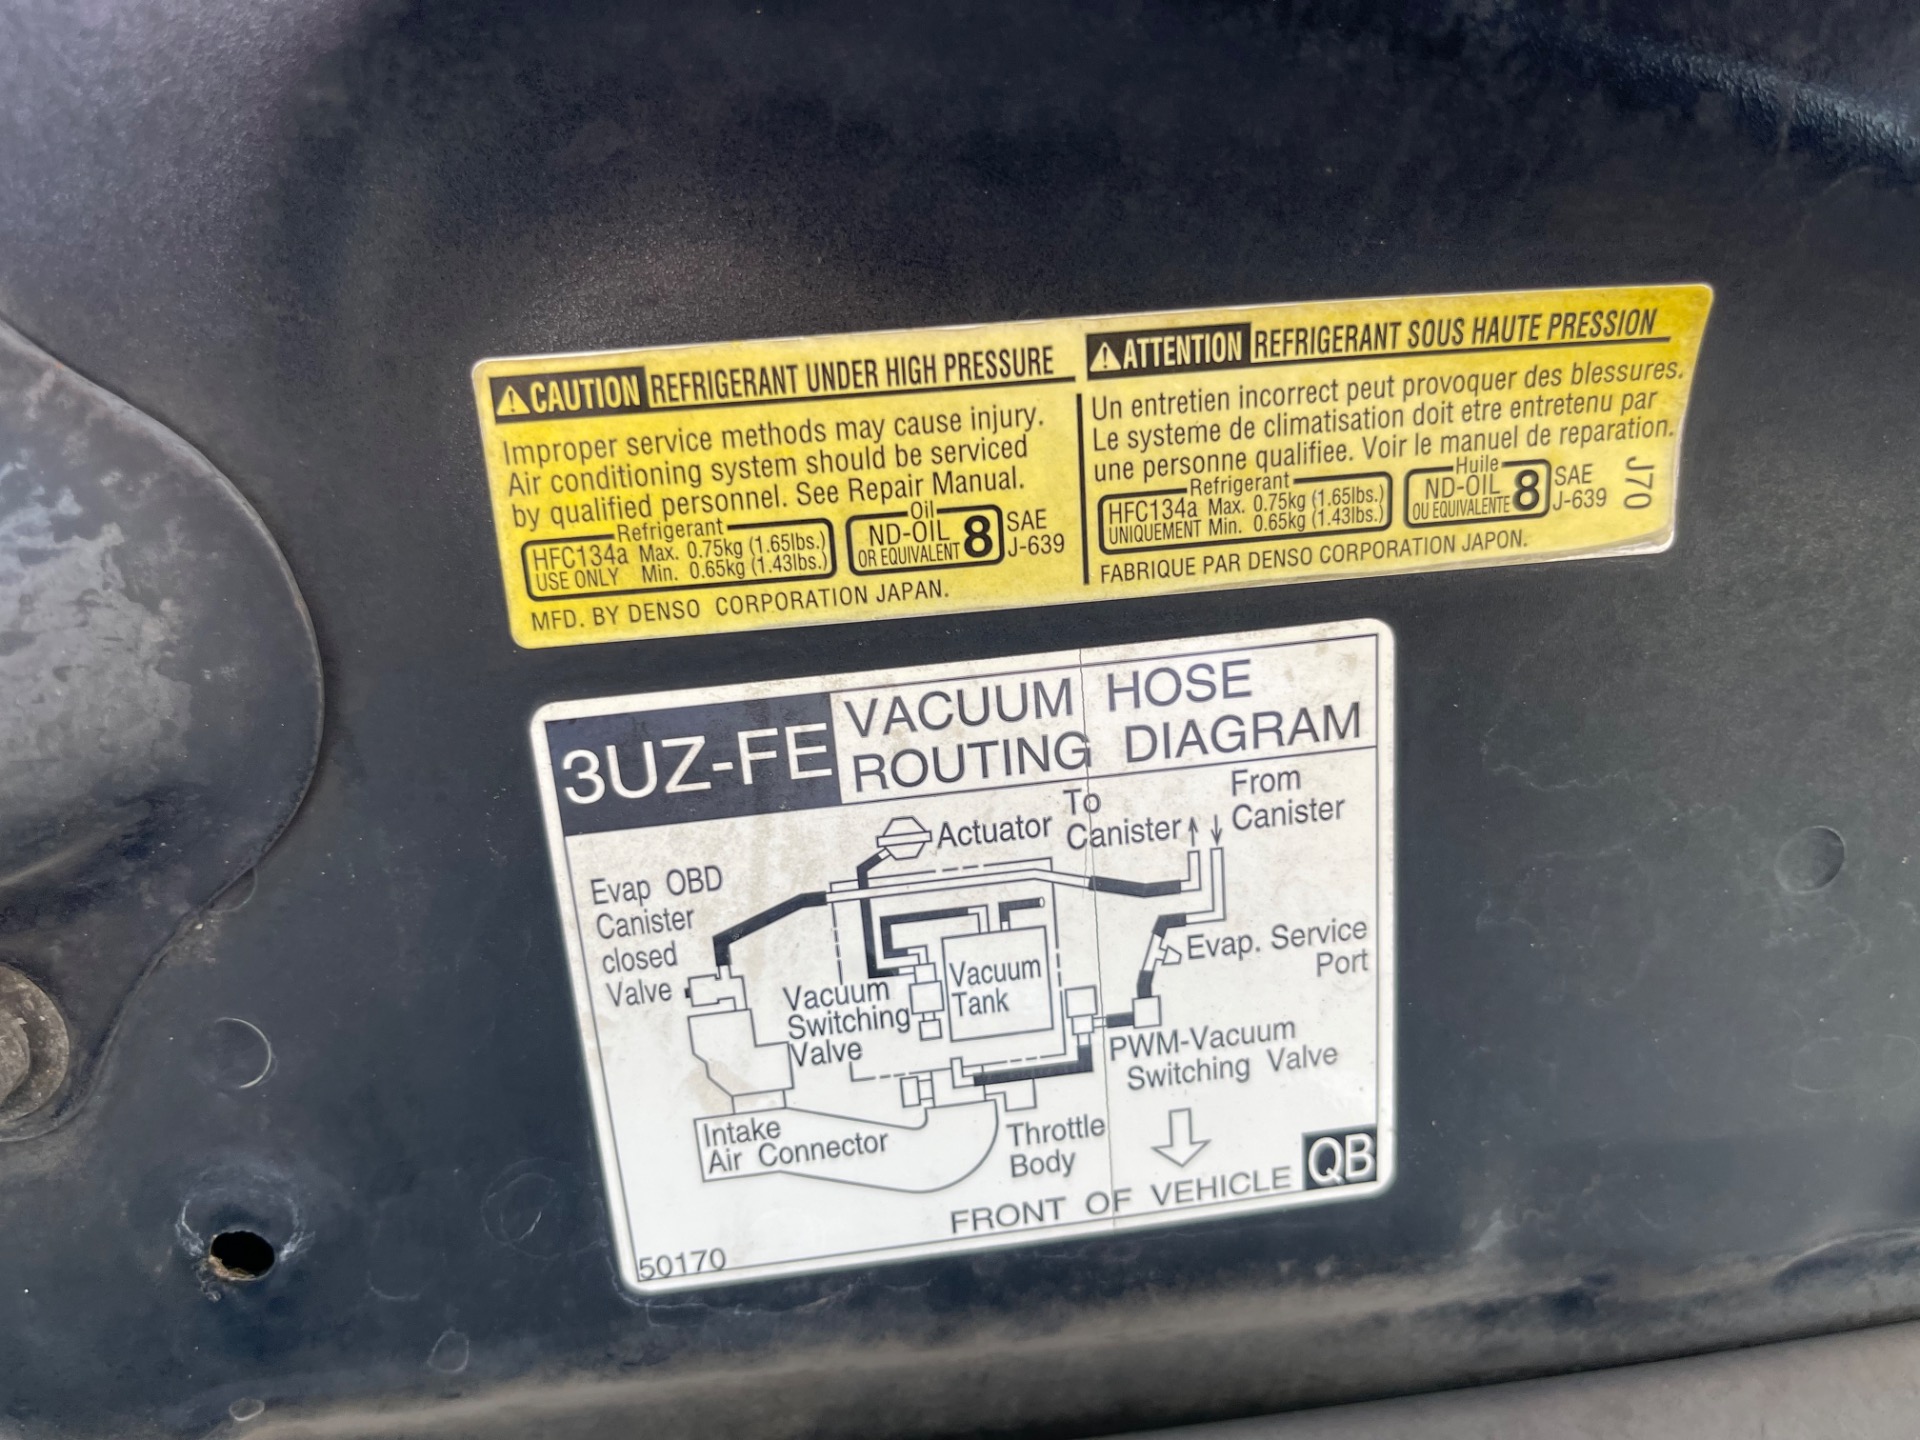 CAUTION REFRIGERANT UNDER HIGH PRESSURE
Improper service methods may cause injury.
Air conditioning system should be serviced
by qualified personnel. See Repair Manual.
Refrigerant
HFC134a Max. 0.75kg (1.65lbs.)
USE ONLY Min. 0.65kg (1.43lbs.)
Oil
ND-OIL 8
OR EQUIVALENT
SAE
J-639
MFD. BY DENSO CORPORATION JAPAN.
ATTENTION REFRIGERANT SOUS HAUTE PRESSION
Un entretien incorrect peut provoquer des blessures.
Le systeme de climatisation doit etre entretenu par
une personne qualifiee. Voir le manuel de reparation.
Refrigerant
HFC134a Max. 0.75kg (1.65lbs.)
UNIQUEMENT Min. 0.65kg (1.43lbs.)
Huile
ND-OIL 8
OU EQUIVALENTE
SAE
J-639
J70
FABRIQUE PAR DENSO CORPORATION JAPON.
3UZ-FE
VACUUM HOSE
ROUTING DIAGRAM
Actuator
To
Canister
From
Canister
Evap OBD
Canister
closed
Valve
Vacuum
Switching
Valve
Vacuum
Tank
Evap. Service
Port
PWM-Vacuum
Switching Valve
Intake
Air Connector
Throttle
Body
FRONT OF VEHICLE
QB
50170